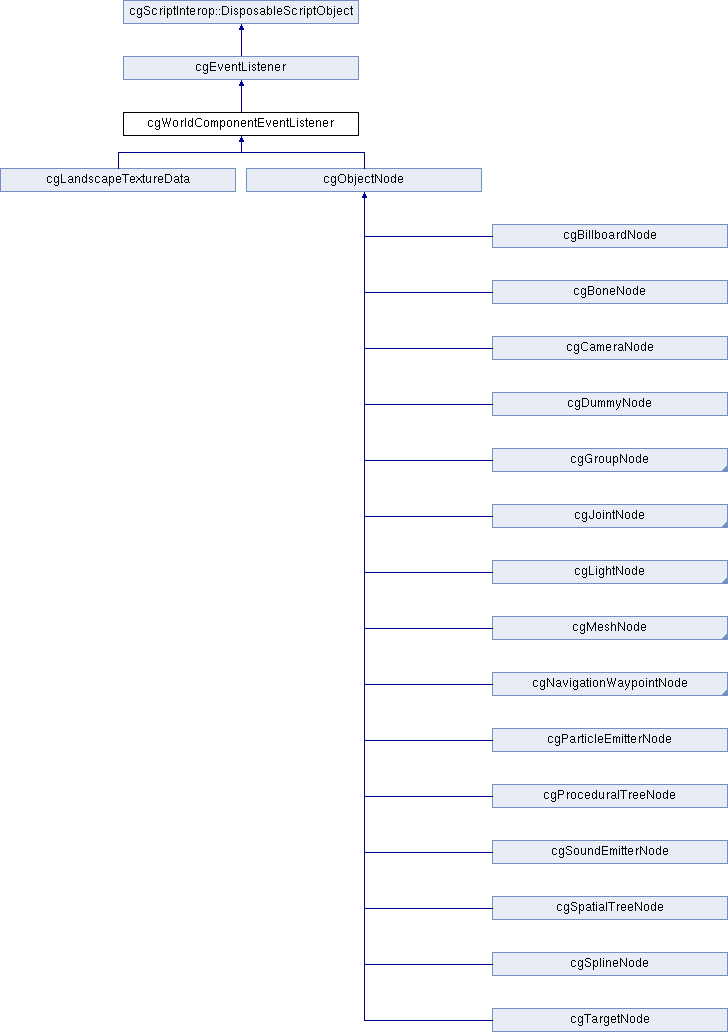 cgScriptInterop::DisposableScriptObject
cgEventListener
cgWorldComponentEventListener
cgLandscapeTextureData
cgObjectNode
cgBillboardNode
cgBoneNode
cgCameraNode
cgDummyNode
cgGroupNode
cgJointNode
cgLightNode
cgMeshNode
cgNavigationWaypointNode
cgParticleEmitterNode
cgProceduralTreeNode
cgSoundEmitterNode
cgSpatialTreeNode
cgSplineNode
cgTargetNode